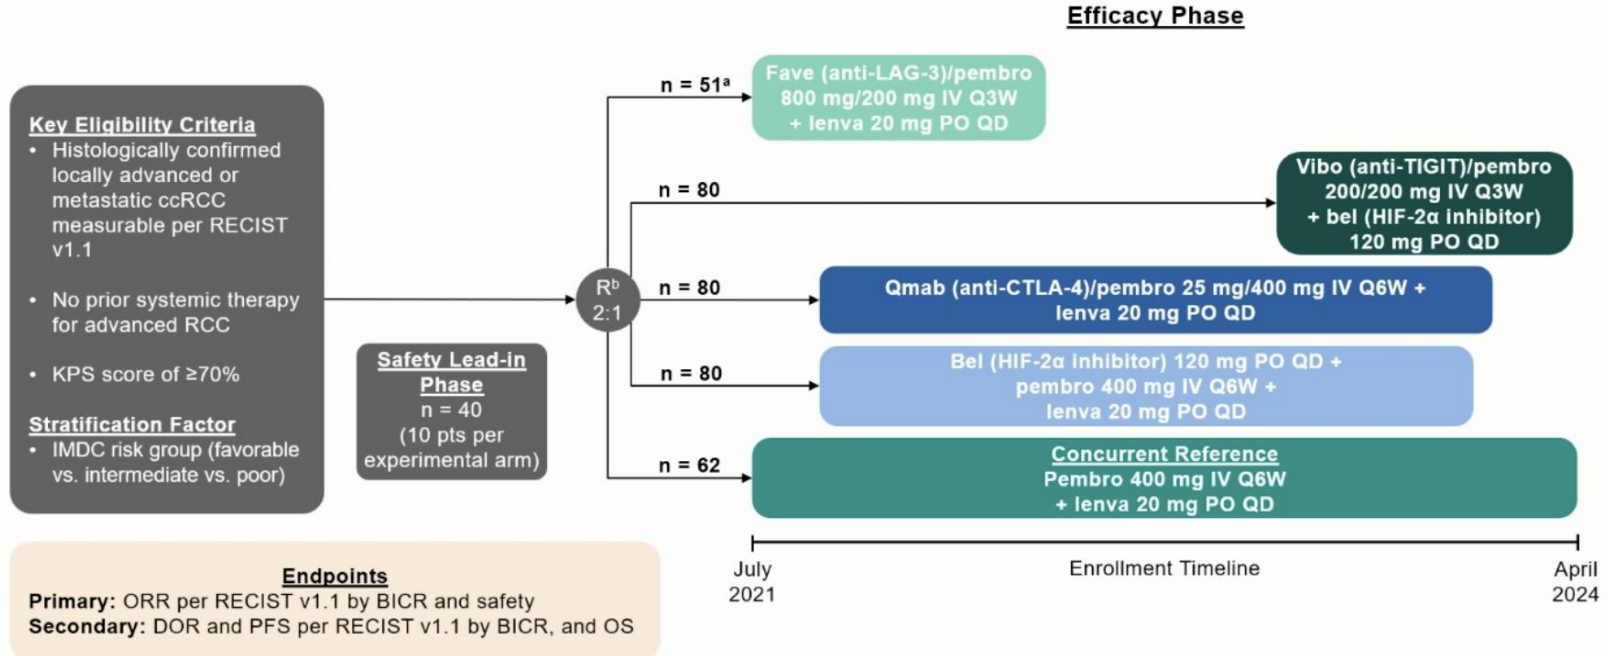 Efficacy Phase
Key Eligibility Criteria
• Histologically confirmed
locally advanced or
metastatic ccRCC
measurable per RECIST
v1.1
• No prior systemic therapy
for advanced RCC
• KPS score of ≥70%
Stratification Factor
• IMDC risk group (favorable
vs. intermediate vs. poor)
Safety Lead-in
Phase
n = 40
(10 pts per
experimental arm)
Rᵇ
2:1
n = 51ᵃ
Fave (anti-LAG-3)/pembro
800 mg/200 mg IV Q3W
+ lenva 20 mg PO QD
n = 80
Vibo (anti-TIGIT)/pembro
200/200 mg IV Q3W
+ bel (HIF-2α inhibitor)
120 mg PO QD
n = 80
Qmab (anti-CTLA-4)/pembro 25 mg/400 mg IV Q6W +
lenva 20 mg PO QD
n = 80
Bel (HIF-2α inhibitor) 120 mg PO QD +
pembro 400 mg IV Q6W +
lenva 20 mg PO QD
n = 62
Concurrent Reference
Pembro 400 mg IV Q6W
+ lenva 20 mg PO QD
July
2021
Enrollment Timeline
April
2024
Endpoints
Primary: ORR per RECIST v1.1 by BICR and safety
Secondary: DOR and PFS per RECIST v1.1 by BICR, and OS